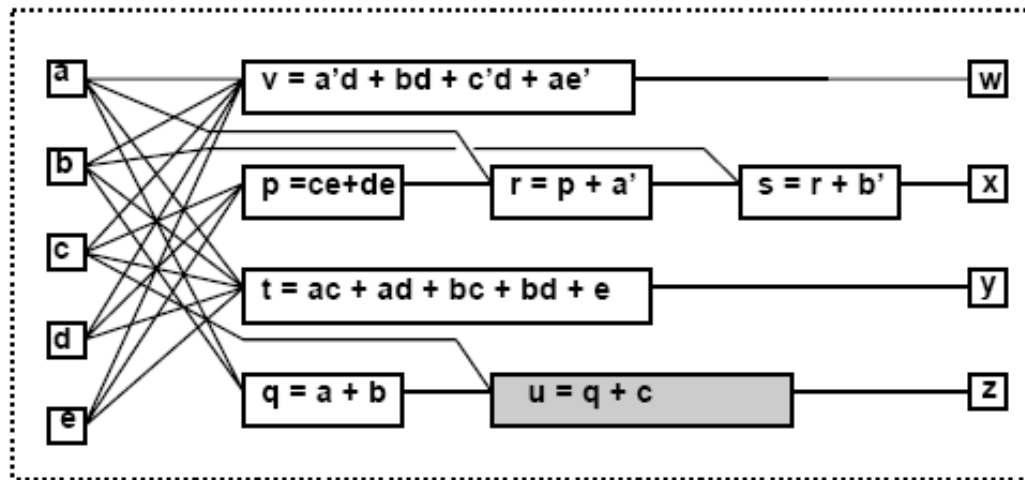 a
v = a'd + bd + c'd + ae'
w
b
p =ce+de
r = p + a'
s = r + b'
x
c
t = ac + ad + bc + bd + e
y
d
q = a + b
u = q + c
z
e